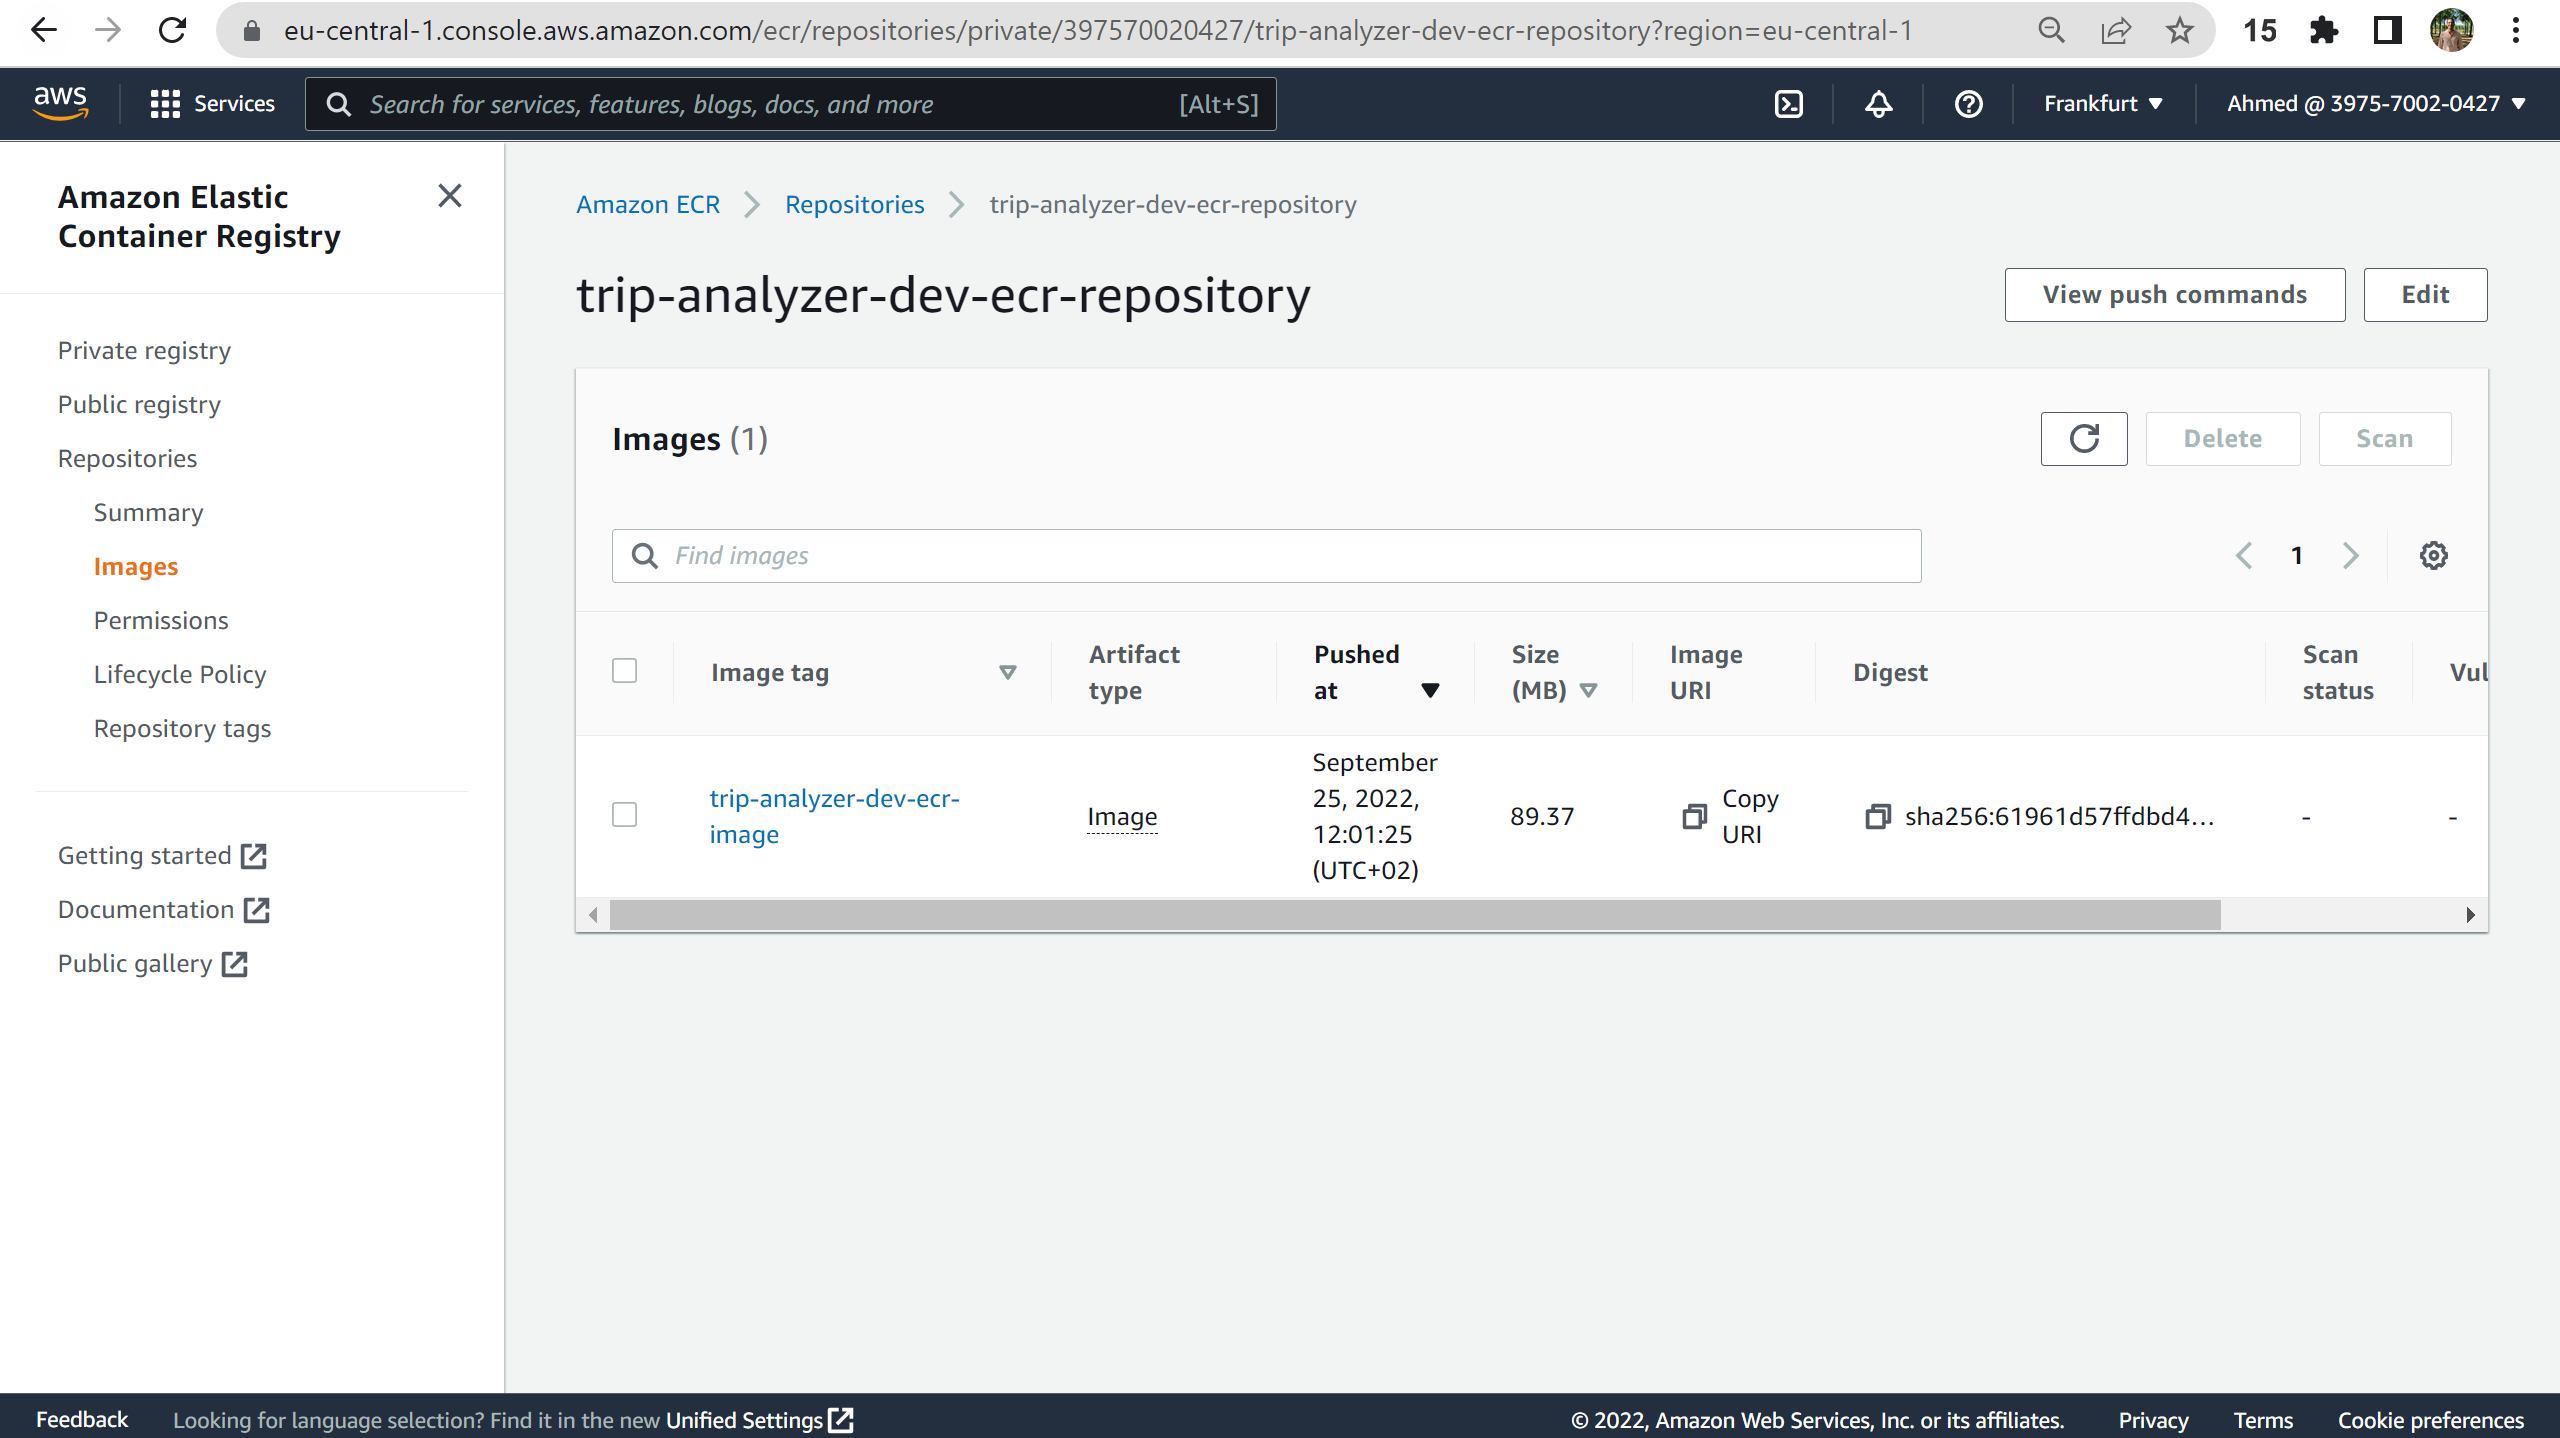 eu-central-1.console.aws.amazon.com/ecr/repositories/private/397570020427/trip-analyzer-dev-ecr-repository?region=eu-central-1
15
aws
Services
Search for services, features, blogs, docs, and more
[Alt+S]
Frankfurt
Ahmed @ 3975-7002-0427
Amazon Elastic
Container Registry
Private registry
Public registry
Repositories
Summary
Images
Permissions
Lifecycle Policy
Repository tags
Getting started
Documentation
Public gallery
Amazon ECR
Repositories
trip-analyzer-dev-ecr-repository
trip-analyzer-dev-ecr-repository
View push commands
Edit
Images (1)
Delete
Scan
Find images
1
Image tag
Artifact
type
Pushed
at
Size
(MB)
Image
URI
Digest
Scan
status
Vul
trip-analyzer-dev-ecr-
image
Image
September
25, 2022,
12:01:25
(UTC+02)
89.37
Copy
URI
sha256:61961d57ffdbd4...
-
-
Feedback
Looking for language selection? Find it in the new Unified Settings
© 2022, Amazon Web Services, Inc. or its affiliates.
Privacy
Terms
Cookie preferences